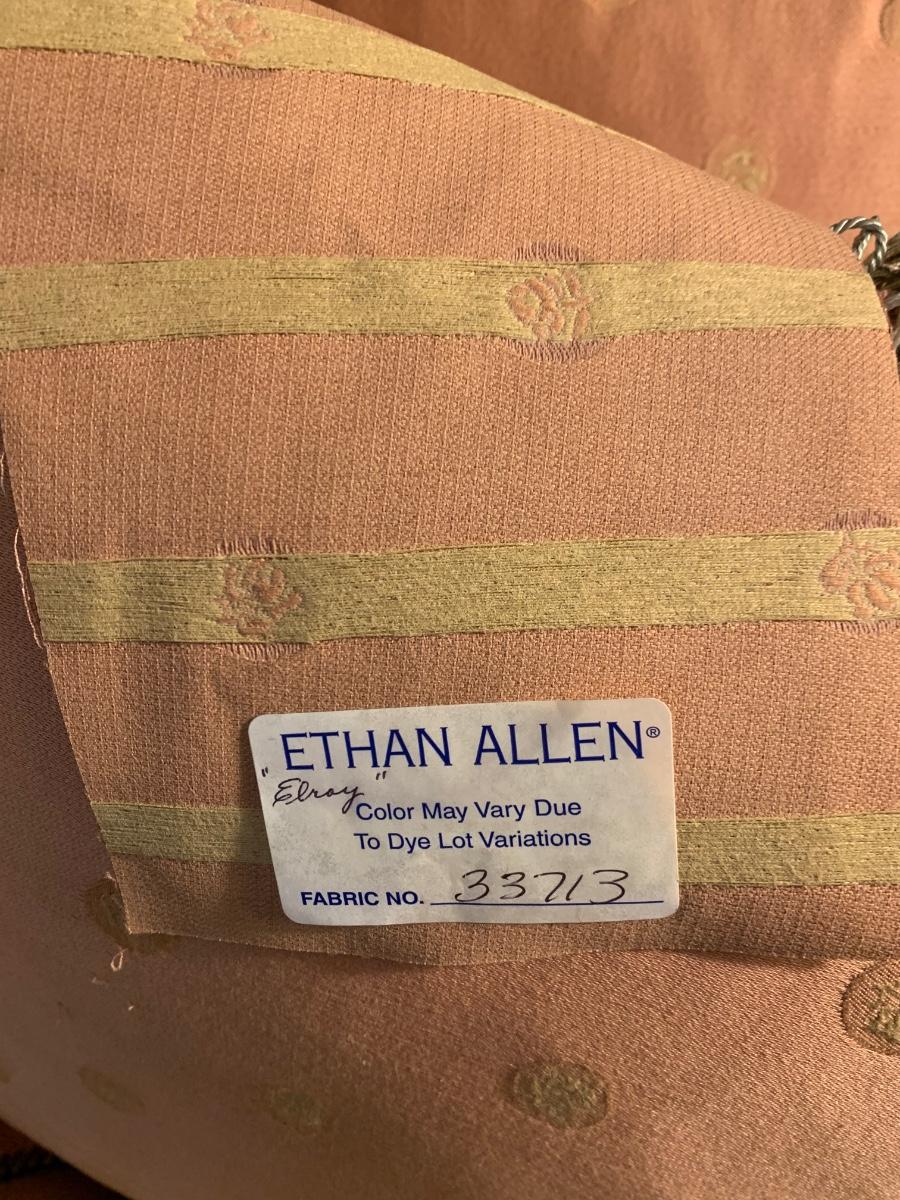 ETHAN ALLEN®
"Elroy"
Color May Vary Due
To Dye Lot Variations
FABRIC NO. 33713